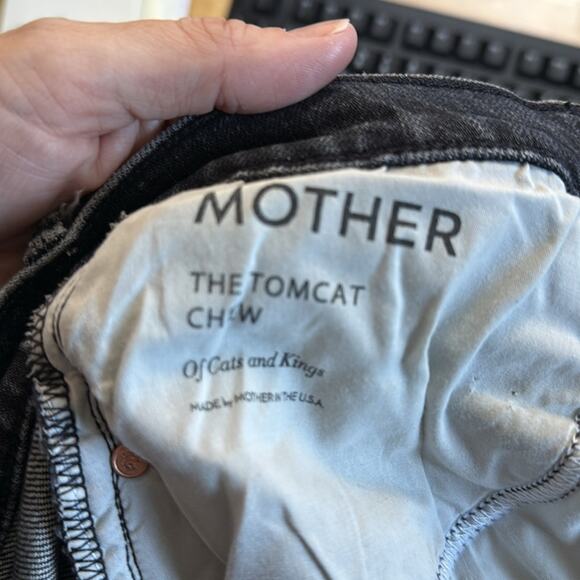 MOTHER
THE TOMCAT
CHEW
Of Cats and Kings
MADE by MOTHER IN THE U.S.A.